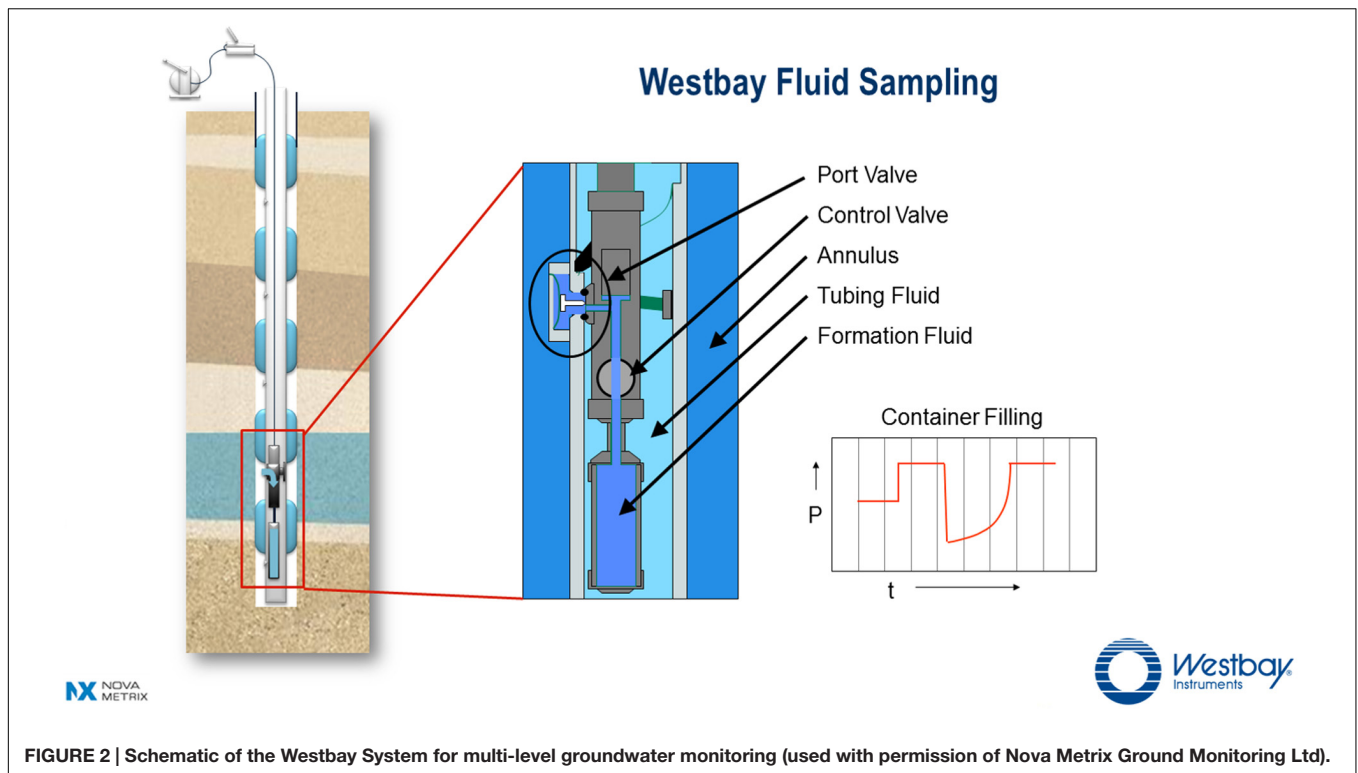 Westbay Fluid Sampling
Port Valve
Control Valve
Annulus
Tubing Fluid
Formation Fluid
Container Filling
P
t
NX NOVA
METRIX
Westbay®
Instruments
FIGURE 2 | Schematic of the Westbay System for multi-level groundwater monitoring (used with permission of Nova Metrix Ground Monitoring Ltd).